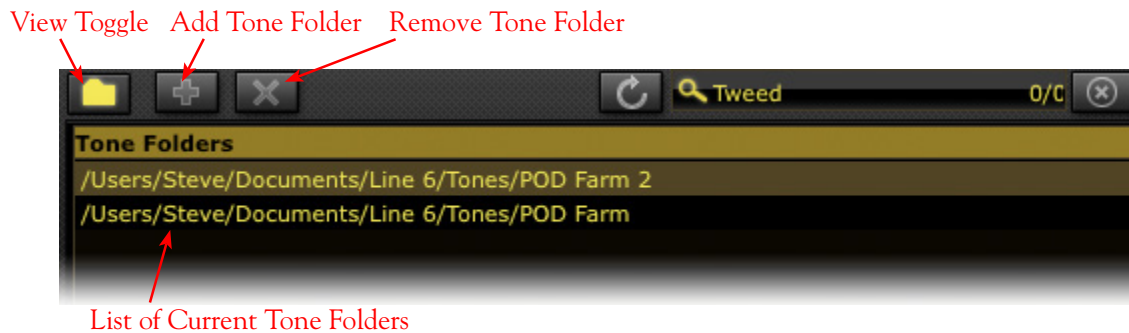 View Toggle Add Tone Folder Remove Tone Folder
Tweed 0/0
Tone Folders
/Users/Steve/Documents/Line 6/Tones/POD Farm 2
/Users/Steve/Documents/Line 6/Tones/POD Farm
List of Current Tone Folders